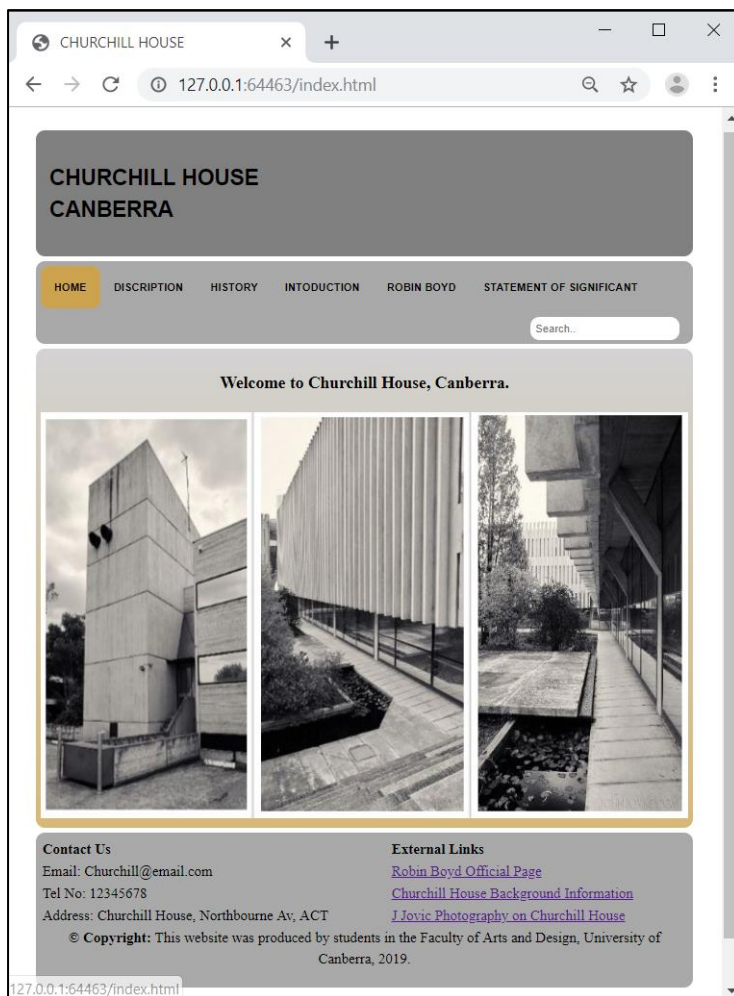 CHURCHILL HOUSE
127.0.0.1:64463/index.html
CHURCHILL HOUSE
CANBERRA
HOME DISCRIPTION HISTORY INTODUCTION ROBIN BOYD STATEMENT OF SIGNIFICANT
Search..
Welcome to Churchill House, Canberra.
Contact Us
Email: Churchill@email.com
Tel No: 12345678
Address: Churchill House, Northbourne Av, ACT
External Links
Robin Boyd Official Page
Churchill House Background Information
J Jovic Photography on Churchill House
© Copyright: This website was produced by students in the Faculty of Arts and Design, University of
Canberra, 2019.
127.0.0.1:64463/index.html